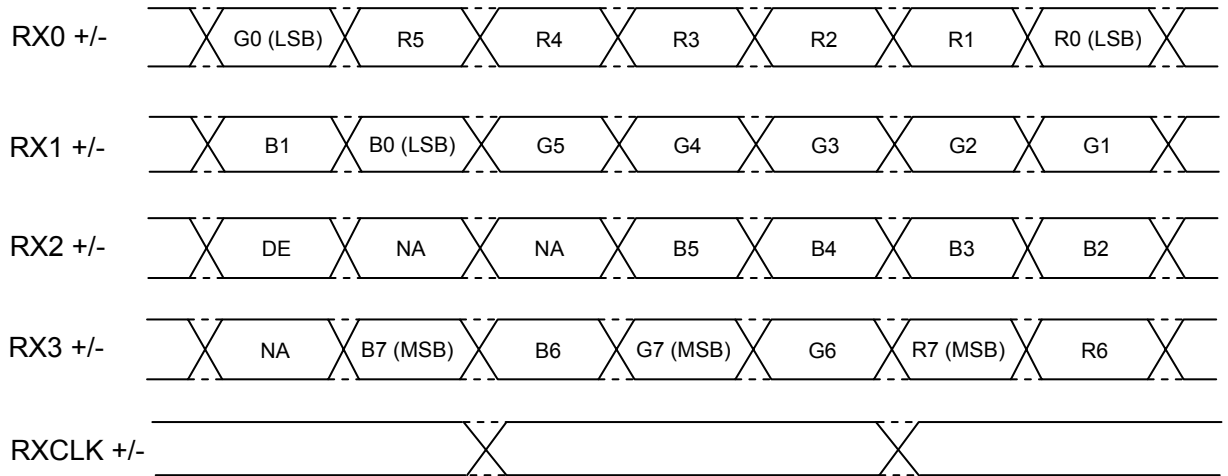 RX0 +/- G0 (LSB) R5 R4 R3 R2 R1 R0 (LSB)
RX1 +/- B1 B0 (LSB) G5 G4 G3 G2 G1
RX2 +/- DE NA NA B5 B4 B3 B2
RX3 +/- NA B7 (MSB) B6 G7 (MSB) G6 R7 (MSB) R6
RXCLK +/-